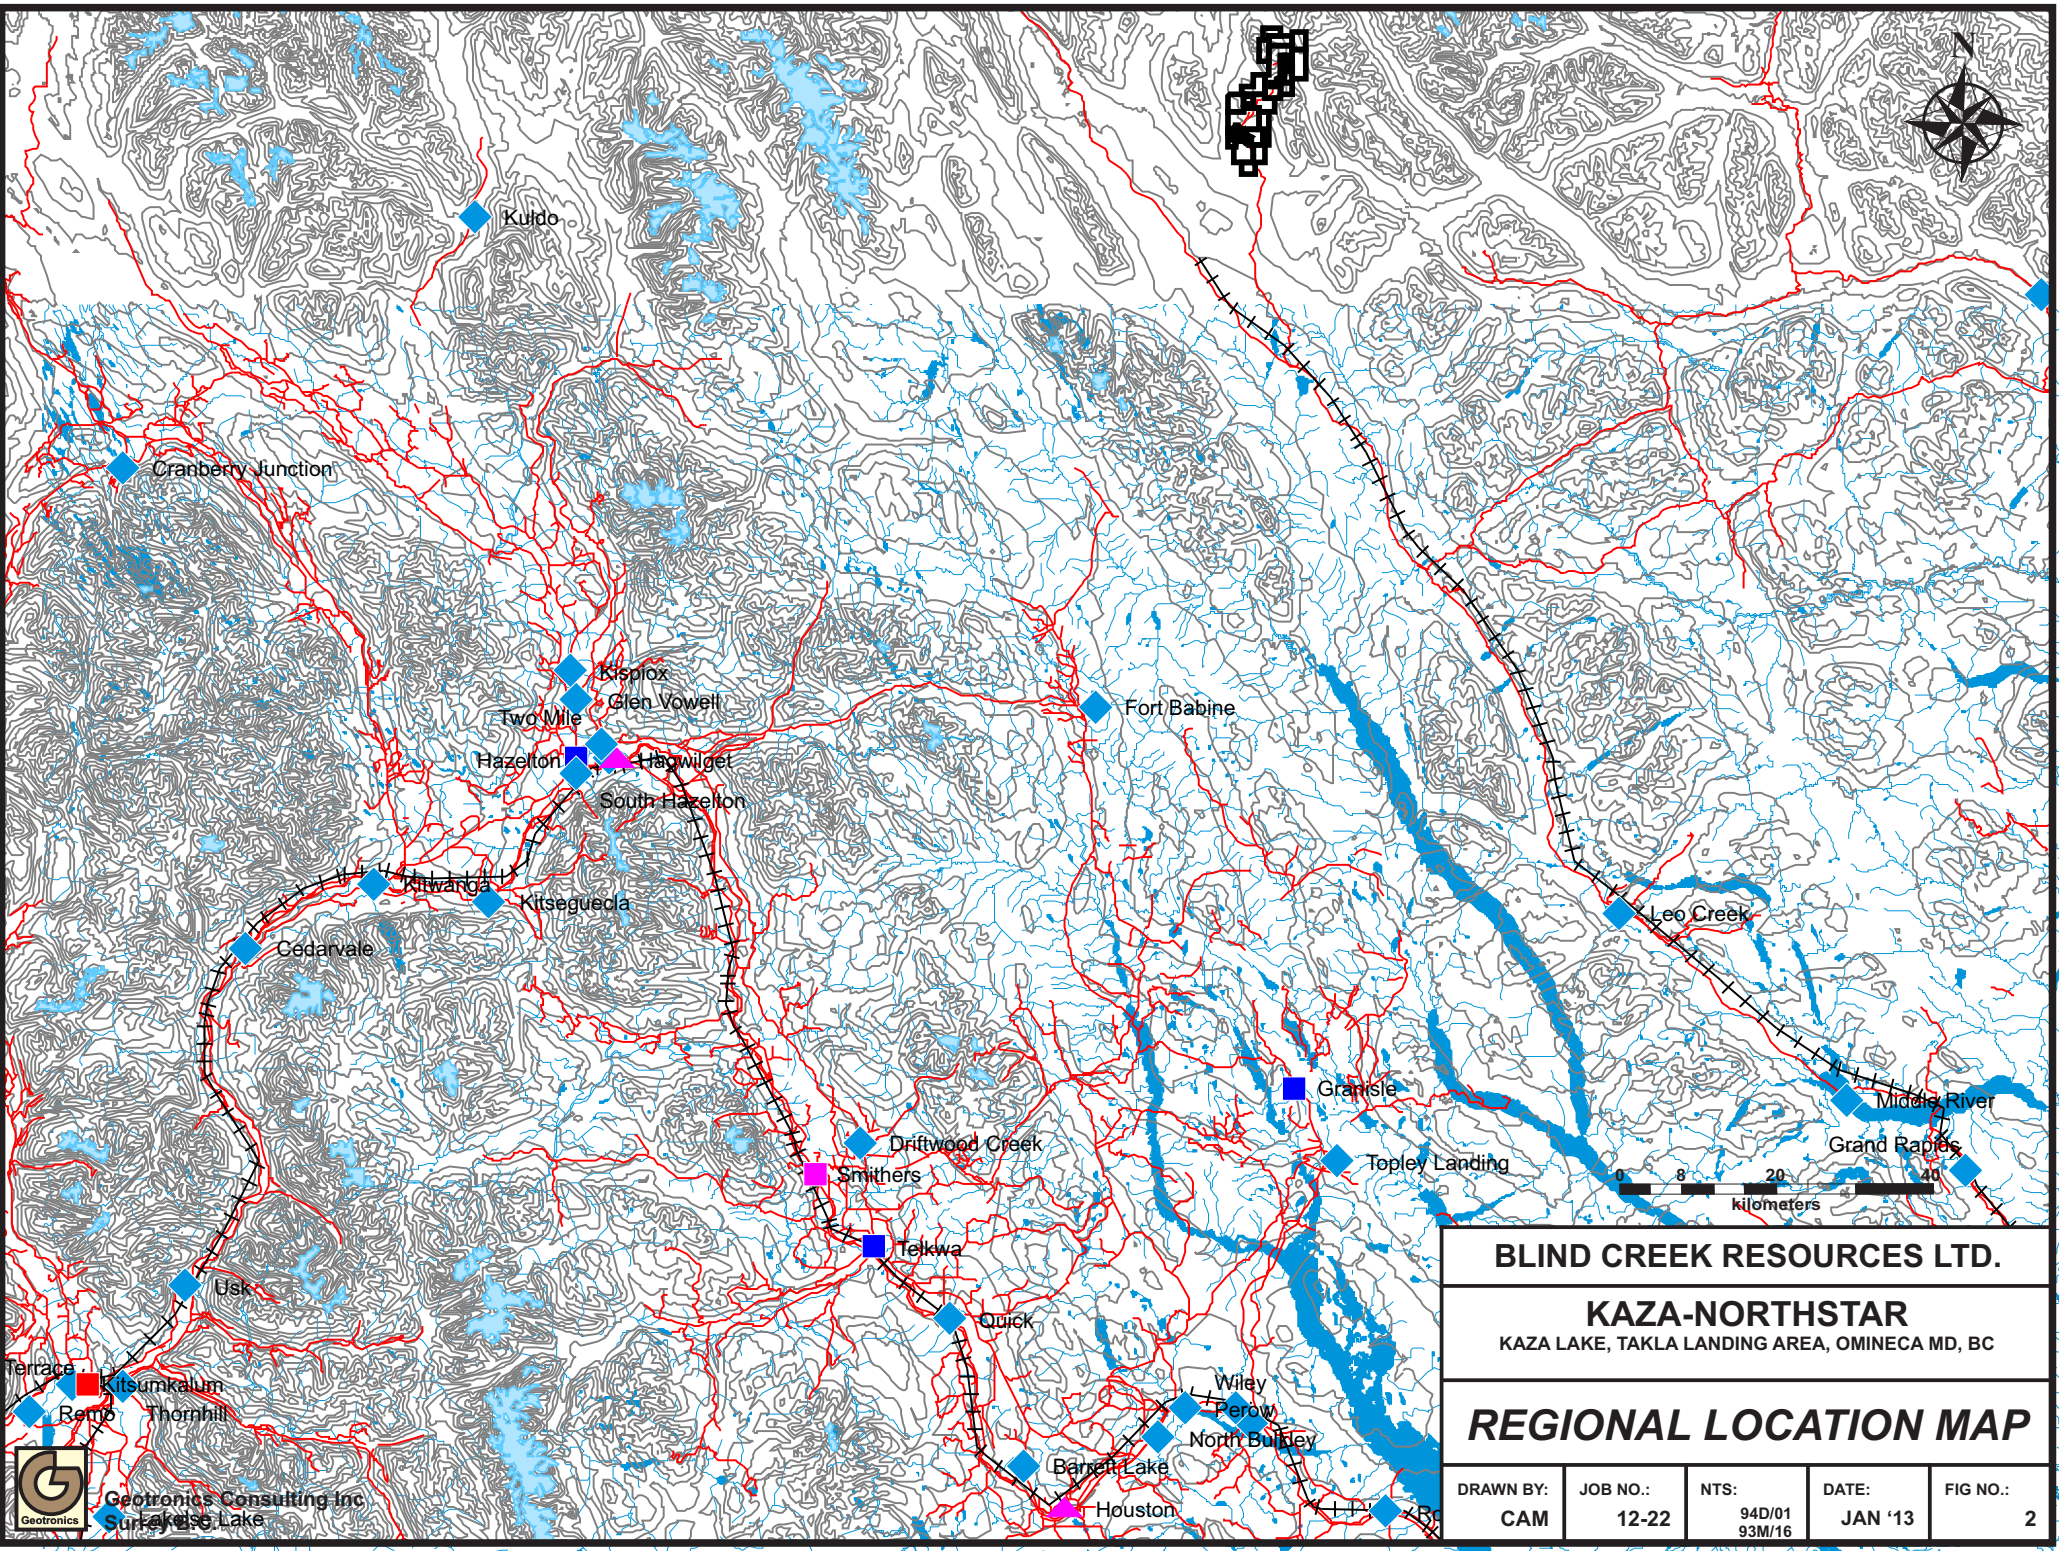 N
Kuldo
Cranberry Junction
Kispiox
Glen Vowell
Two Mile
Fort Babine
Hazelton
Hagwilget
South Hazelton
Kitwanga
Kitseguecla
Leo Creek
Cedarvale
Granisle
Middle River
Driftwood Creek
Grand Rapids
Smithers
Topley Landing
0 8 20 40
kilometers
Telkwa
Usk
Quick
Terrace
Kitsumkalum
Remo
Thornhill
Wiley
Perow
North Bulkley
Barrett Lake
Houston
Ro
Geotronics
Geotronics Consulting Inc
Surrey B.C.
Lakelse Lake
BLIND CREEK RESOURCES LTD.
KAZA-NORTHSTAR
KAZA LAKE, TAKLA LANDING AREA, OMINECA MD, BC
REGIONAL LOCATION MAP
DRAWN BY: JOB NO.: NTS: DATE: FIG NO.:
CAM 12-22 94D/01 JAN ‘13 2
93M/16